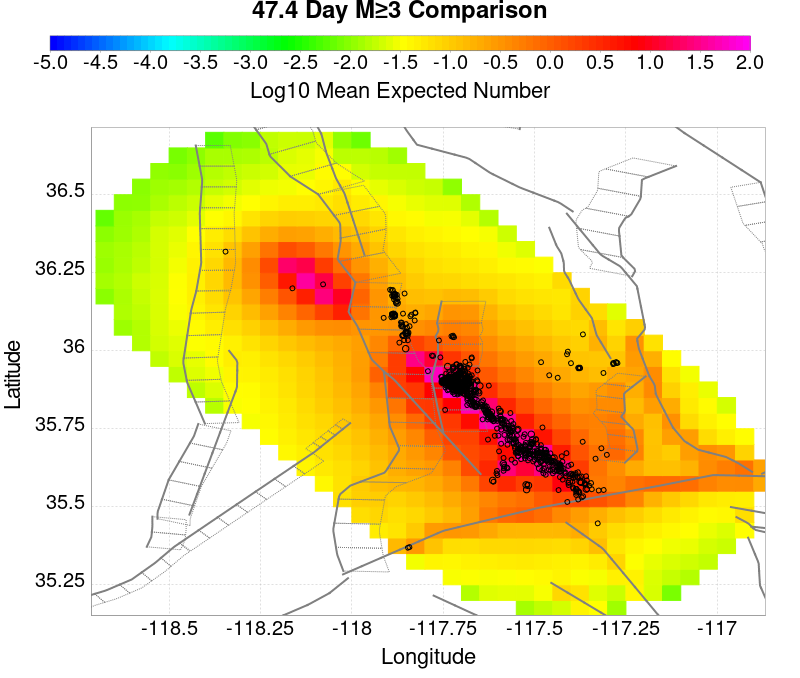 47.4 Day M≥3 Comparison
-5.0 -4.5 -4.0 -3.5 -3.0 -2.5 -2.0 -1.5 -1.0 -0.5 0.0 0.5 1.0 1.5 2.0
Log10 Mean Expected Number
36.5
36.25
36
35.75
35.5
35.25
Latitude
-118.5 -118.25 -118 -117.75 -117.5 -117.25 -117
Longitude